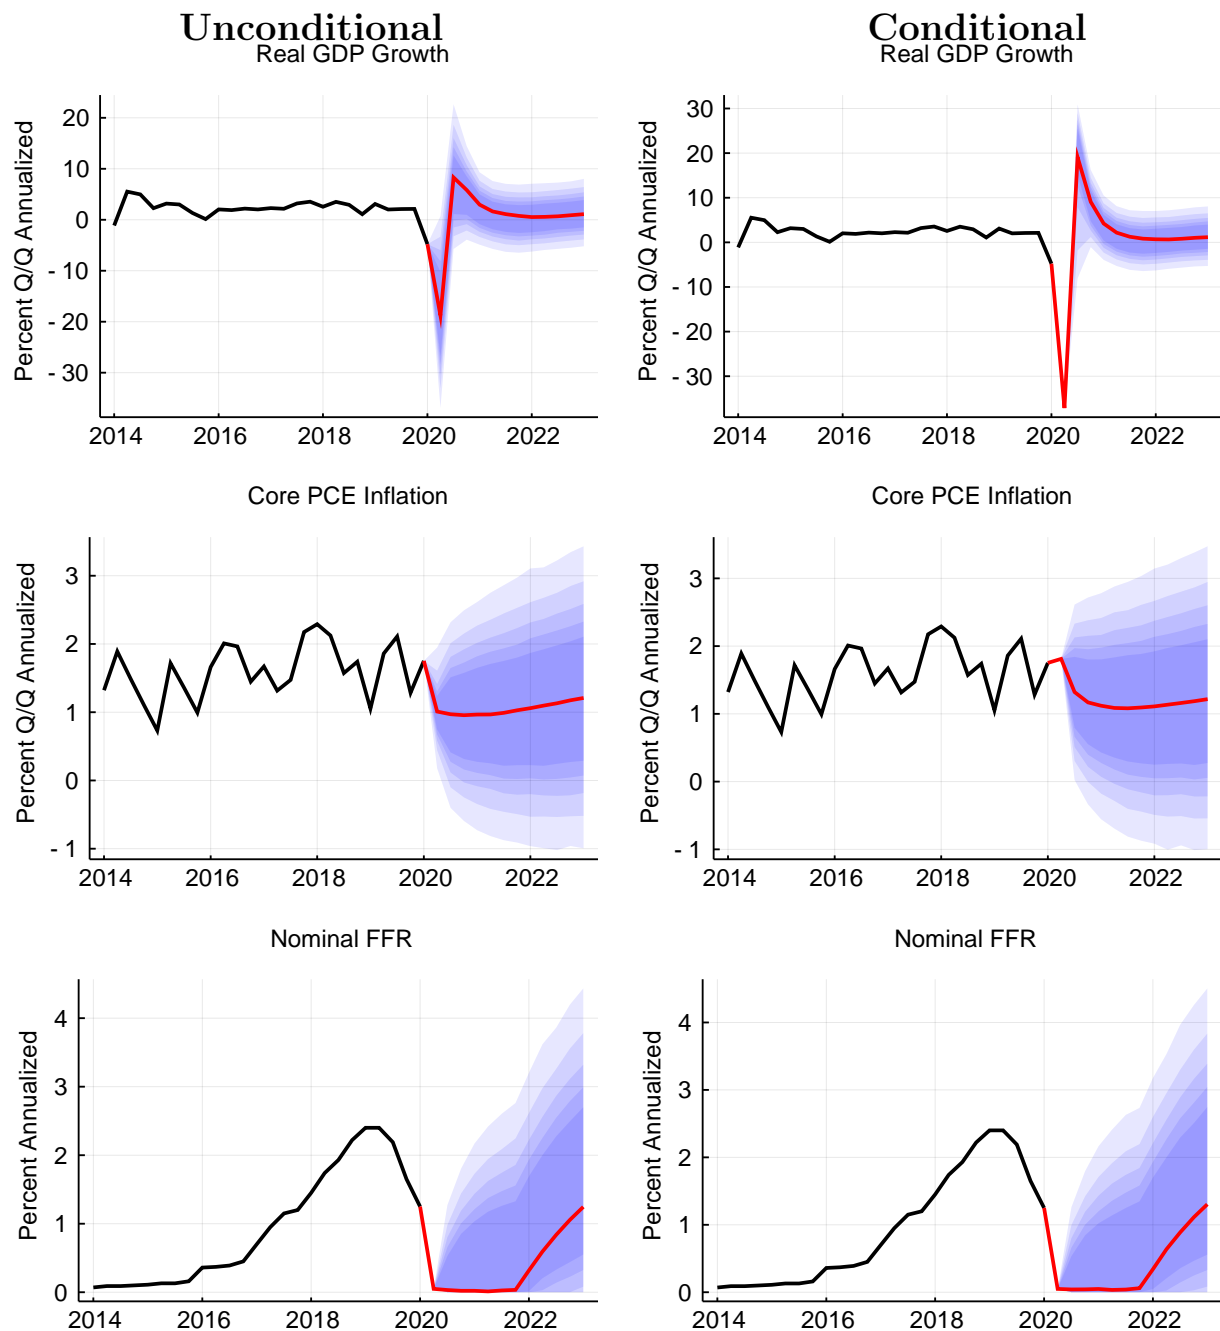 Unconditional
Real GDP Growth
Percent Q/Q Annualized
20
10
0
- 10
- 20
- 30
2014 2016 2018 2020 2022
Conditional
Real GDP Growth
Percent Q/Q Annualized
30
20
10
0
- 10
- 20
- 30
2014 2016 2018 2020 2022
Core PCE Inflation
Percent Q/Q Annualized
3
2
1
0
- 1
2014 2016 2018 2020 2022
Core PCE Inflation
Percent Q/Q Annualized
3
2
1
0
- 1
2014 2016 2018 2020 2022
Nominal FFR
Percent Annualized
4
3
2
1
0
2014 2016 2018 2020 2022
Nominal FFR
Percent Annualized
4
3
2
1
0
2014 2016 2018 2020 2022